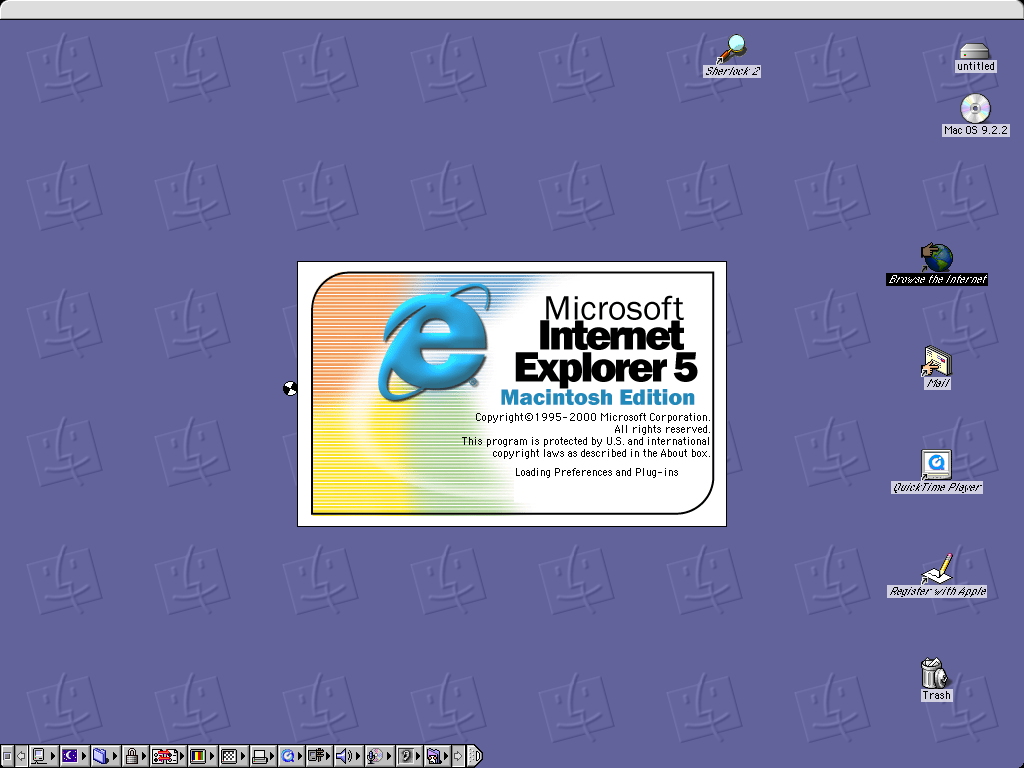 Sherlock 2
untitled
Mac OS 9.2.2
Browse the Internet
Microsoft
Internet
Explorer 5
Macintosh Edition
Copyright©1995-2000 Microsoft Corporation.
All rights reserved.
This program is protected by U.S. and international
copyright laws as described in the About box.
Loading Preferences and Plug-ins
Mail
QuickTime Player
Register with Apple
Trash